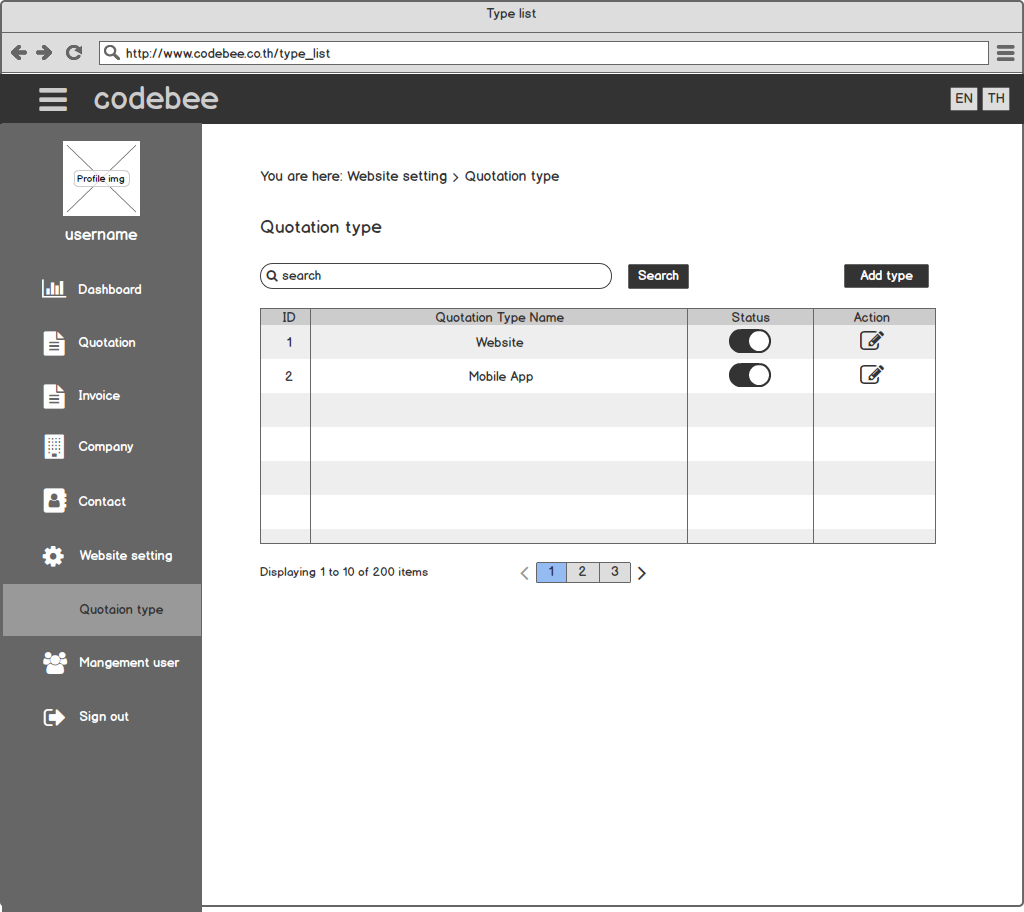 Type list
http://www.codebee.co.th/type_list
codebee
EN TH
Profile img
username
Dashboard
Quotation
Invoice
Company
Contact
Website setting
Quotaion type
Mangement user
Sign out
You are here: Website setting > Quotation type
Quotation type
search Search Add type
ID Quotation Type Name Status Action
1 Website
2 Mobile App
Displaying 1 to 10 of 200 items < 1 2 3 >